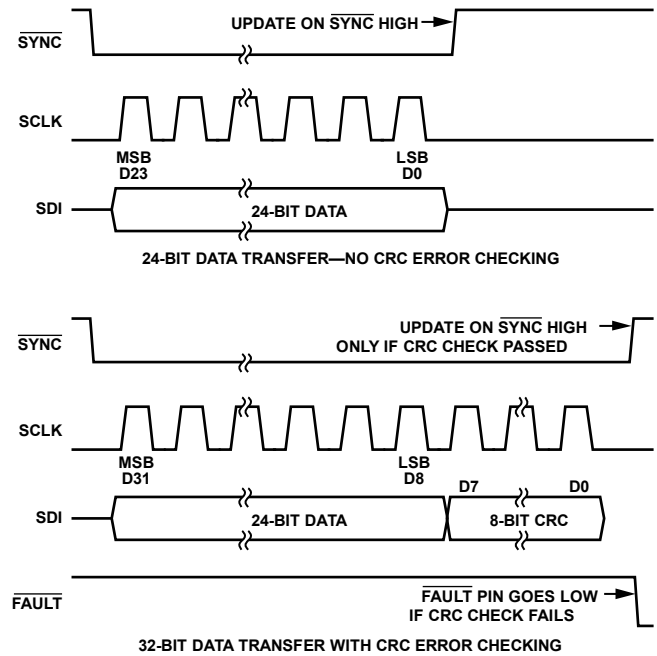 UPDATE ON SYNC HIGH
SYNC
SCLK
MSB
D23
LSB
D0
SDI
24-BIT DATA
24-BIT DATA TRANSFER—NO CRC ERROR CHECKING
UPDATE ON SYNC HIGH
ONLY IF CRC CHECK PASSED
SYNC
SCLK
MSB
D31
LSB
D8
D7
D0
SDI
24-BIT DATA
8-BIT CRC
FAULT
FAULT PIN GOES LOW
IF CRC CHECK FAILS
32-BIT DATA TRANSFER WITH CRC ERROR CHECKING